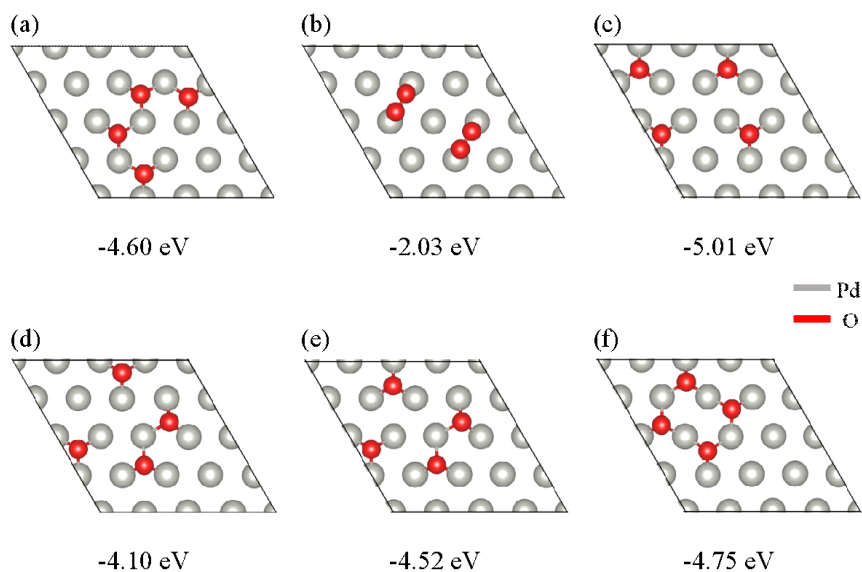 (a) (b) (c)
-4.60 eV -2.03 eV -5.01 eV
Pd
O
(d) (e) (f)
-4.10 eV -4.52 eV -4.75 eV